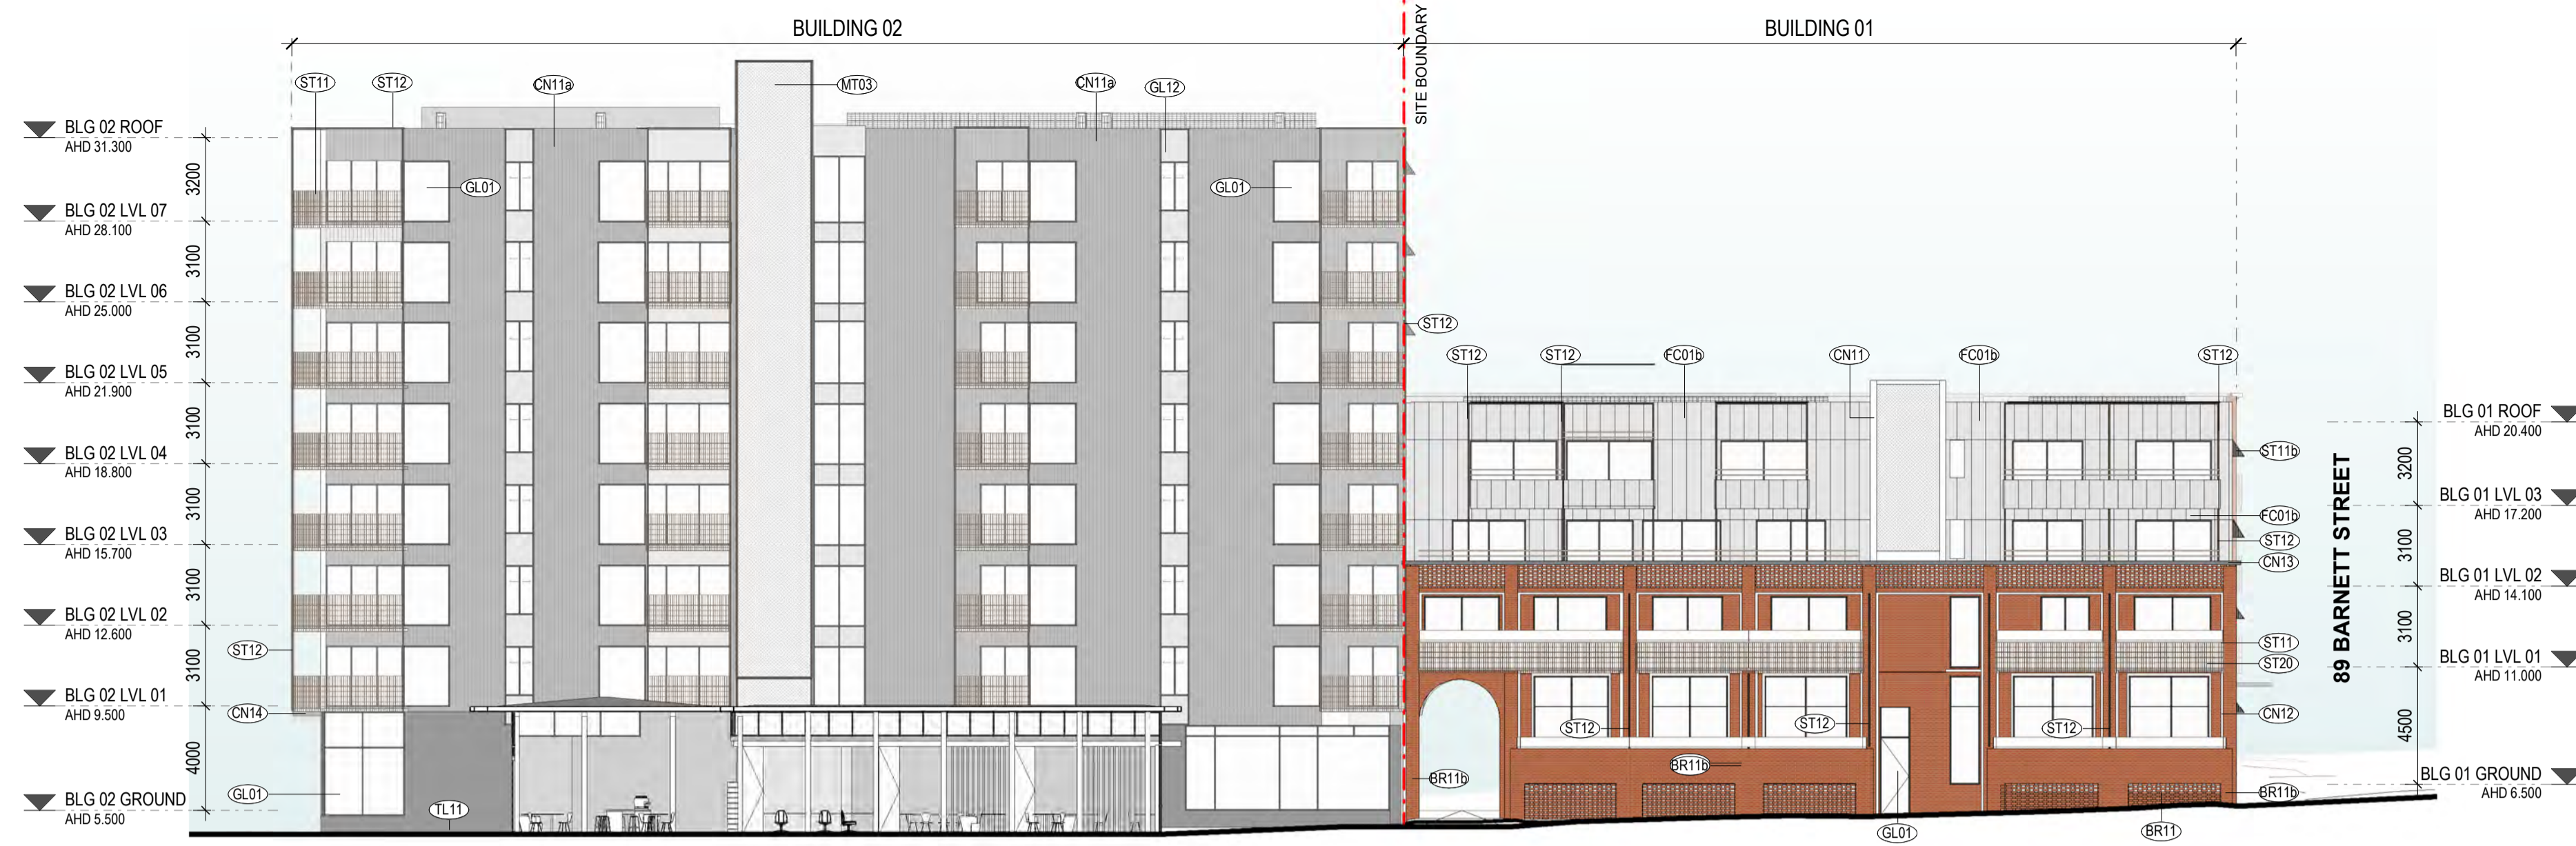 BUILDING 02
BUILDING 01
SITE BOUNDARY
ST11
ST12
CN11a
MT03
CN11a
GL12
BLG 02 ROOF
AHD 31.300
3200
GL01
GL01
BLG 02 LVL 07
AHD 28.100
3100
BLG 02 LVL 06
AHD 25.000
3100
ST12
ST12
ST12
FC01b
CN11
FC01b
ST12
BLG 02 LVL 05
AHD 21.900
3100
BLG 01 ROOF
AHD 20.400
BLG 02 LVL 04
AHD 18.800
ST11b
3200
3100
BLG 01 LVL 03
AHD 17.200
FC01b
BLG 02 LVL 03
AHD 15.700
ST12
3100
CN13
3100
BLG 01 LVL 02
AHD 14.100
89 BARNETT STREET
BLG 02 LVL 02
AHD 12.600
3100
ST12
ST11
ST20
BLG 01 LVL 01
AHD 11.000
3100
BLG 02 LVL 01
AHD 9.500
CN14
CN12
ST12
ST12
ST12
4500
4000
BR11b
BR11b
BLG 01 GROUND
AHD 6.500
BR11b
GL01
BLG 02 GROUND
AHD 5.500
TL11
GL01
BR11